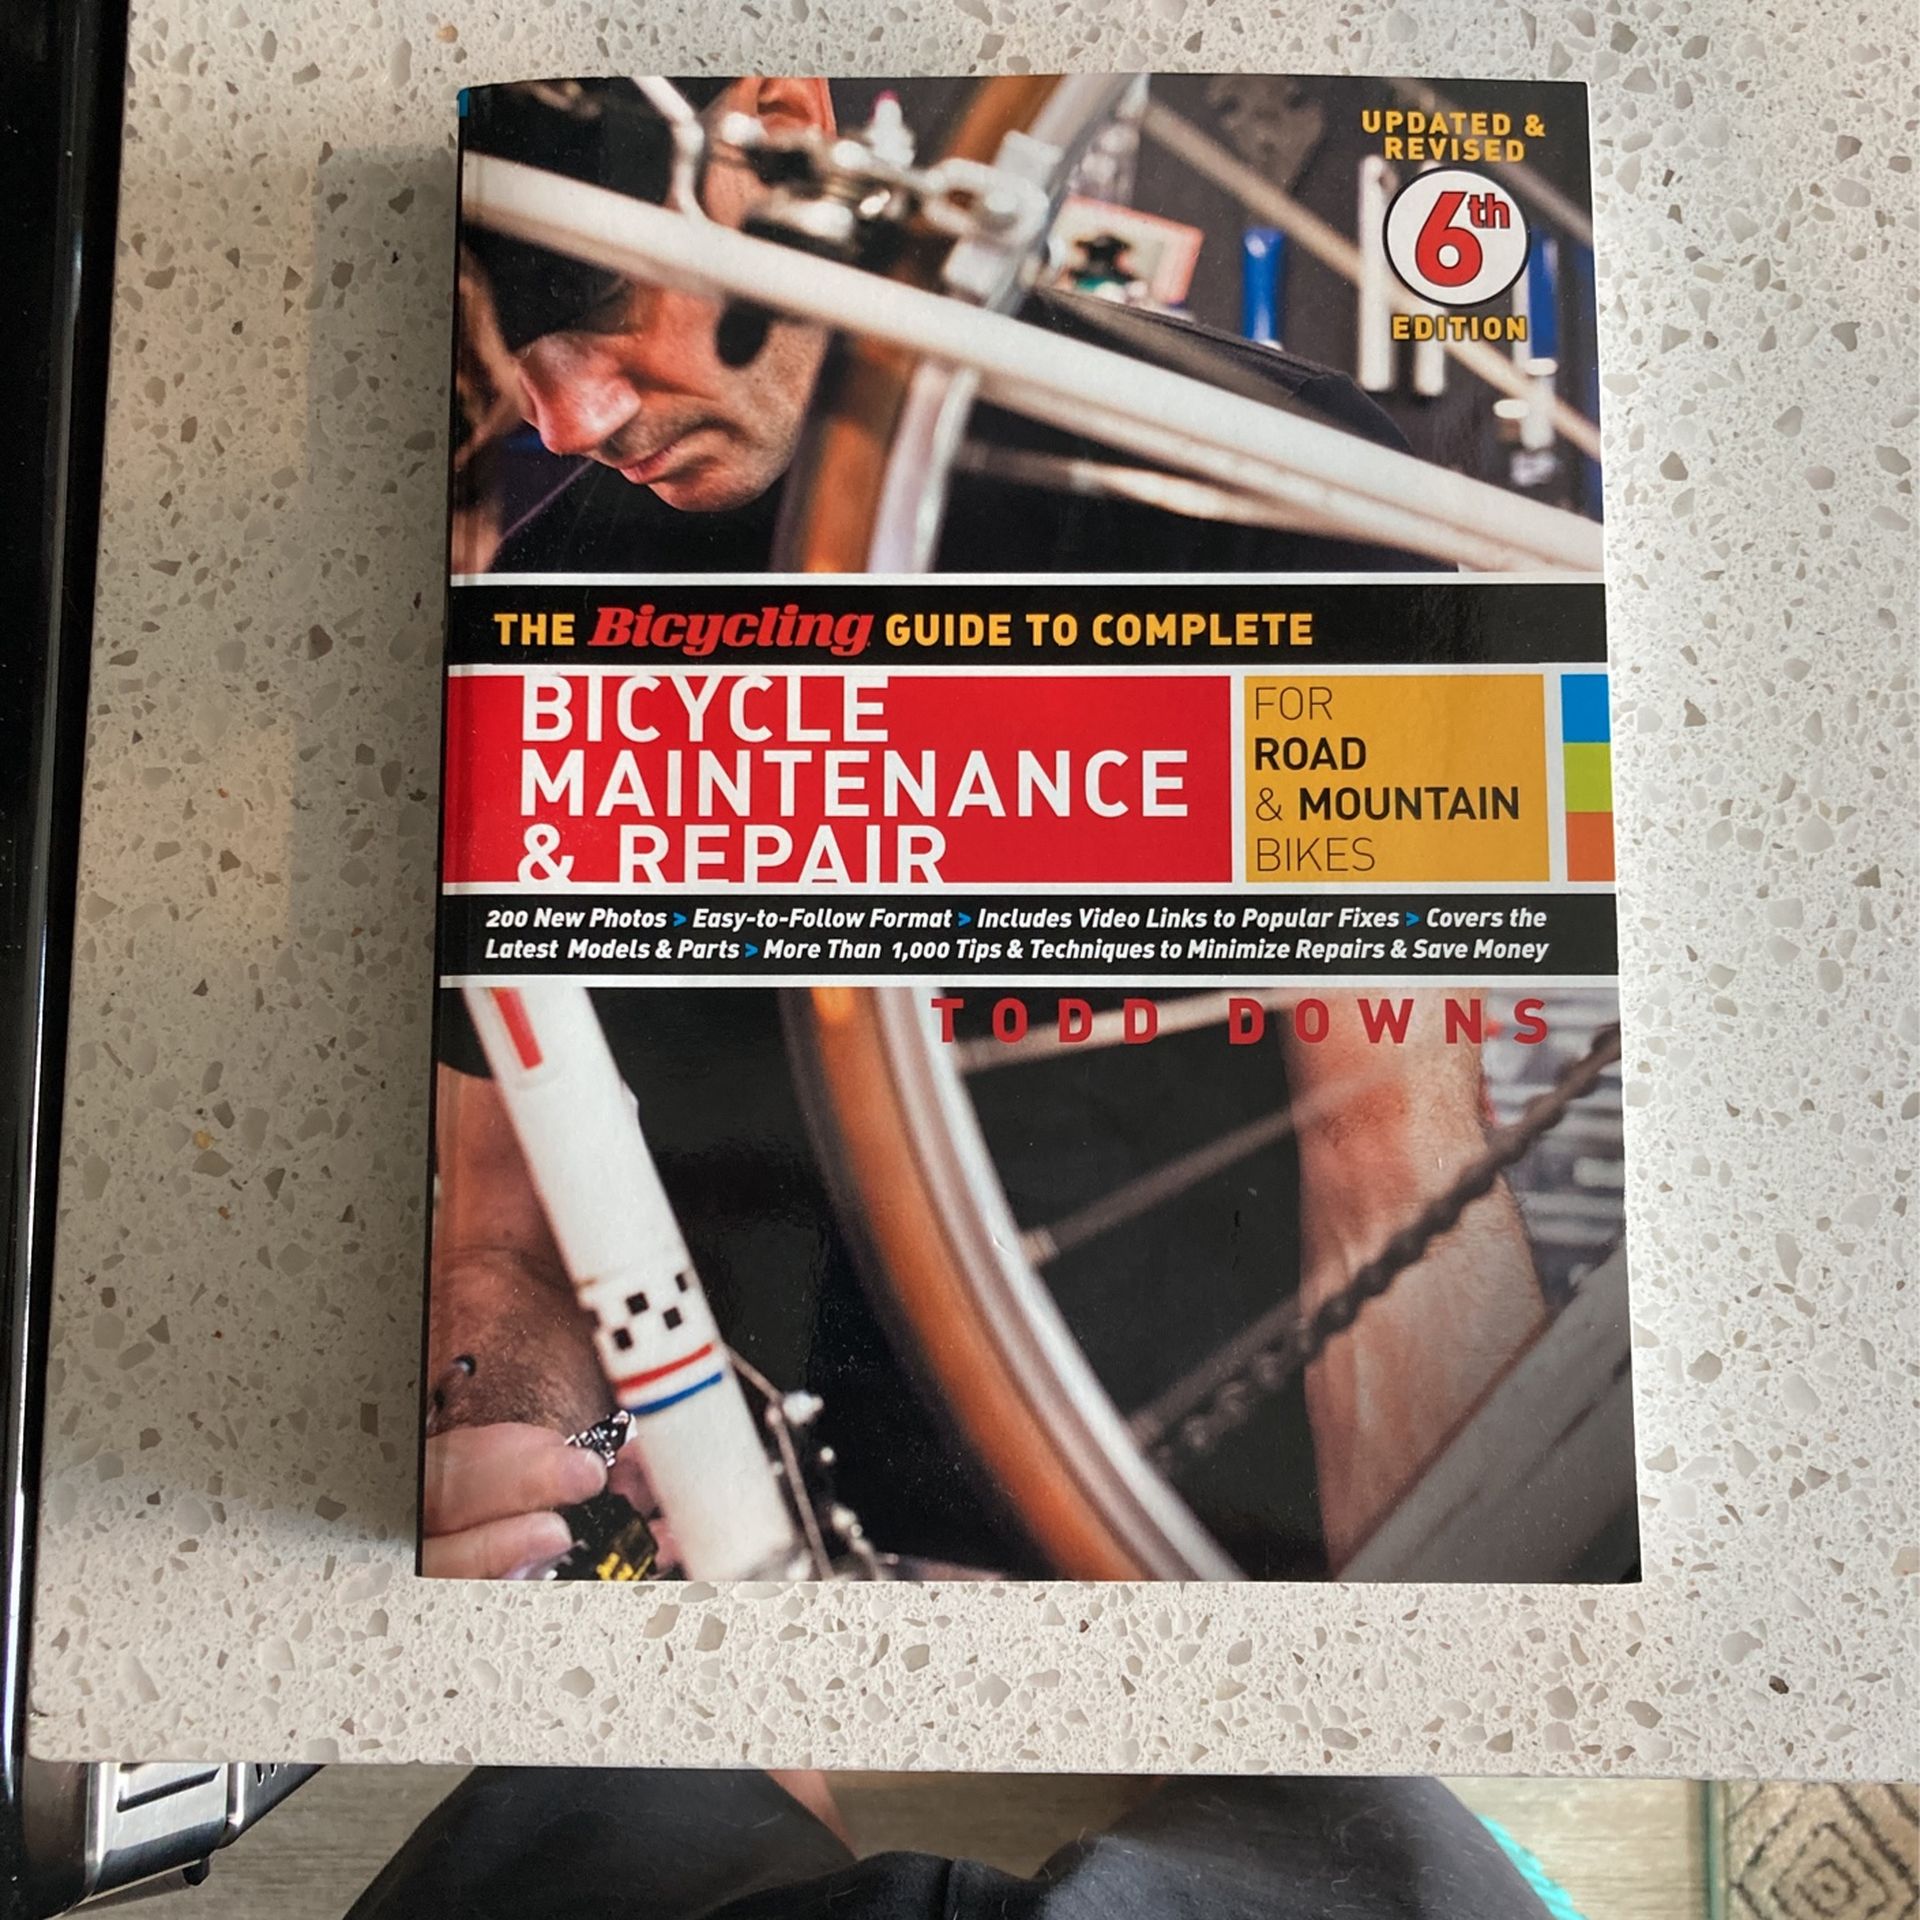 UPDATED &
REVISED
6th
EDITION
THE Bicycling GUIDE TO COMPLETE
BICYCLE
MAINTENANCE
& REPAIR
FOR
ROAD
& MOUNTAIN
BIKES
200 New Photos > Easy-to-Follow Format > Includes Video Links to Popular Fixes > Covers the
Latest Models & Parts > More Than 1,000 Tips & Techniques to Minimize Repairs & Save Money
TODD DOWNS